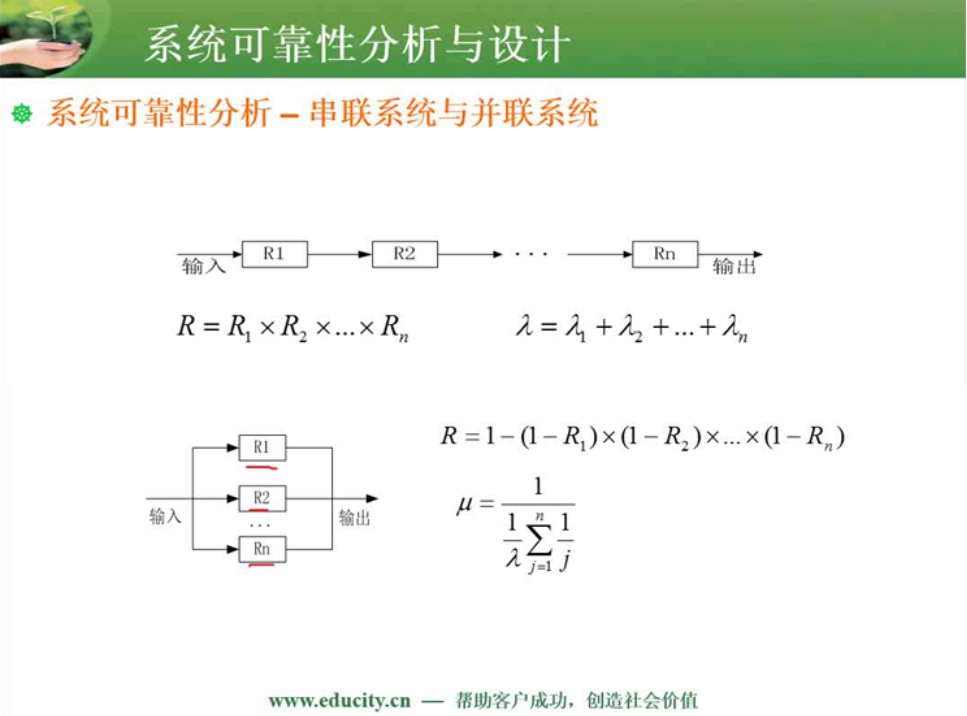 系统可靠性分析与设计
系统可靠性分析 – 串联系统与并联系统
输入 R1 R2 ··· Rn 输出
R = R₁ × R₂ ×...× Rₙ
λ = λ₁ + λ₂ +...+ λₙ
R1
R = 1 − (1 − R₁)×(1 − R₂)×...×(1 − Rₙ)
输入 R2 输出
···
Rn
μ = 1 / ( 1/λ ∑_{j=1}^{n} 1/j )
www.educity.cn — 帮助客户成功，创造社会价值